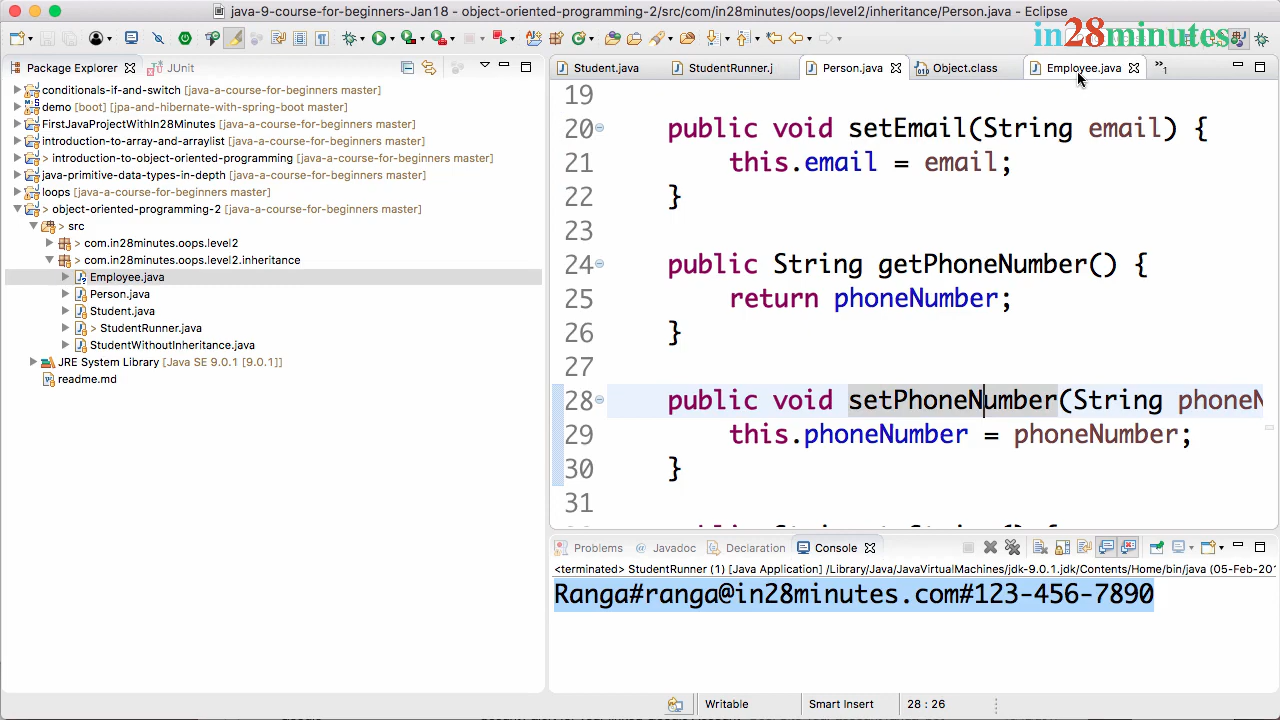 java-9-course-for-beginners-Jan18 - object-oriented-programming-2/src/com/in28minutes/oops/level2/inheritance/Person.java - Eclipse
in28minutes
Package Explorer
JUnit
Student.java
StudentRunner.j
Person.java
Object.class
Employee.java
»1
conditionals-if-and-switch [java-a-course-for-beginners master]
demo [boot] [jpa-and-hibernate-with-spring-boot master]
FirstJavaProjectWithIn28Minutes [java-a-course-for-beginners master]
introduction-to-array-and-arraylist [java-a-course-for-beginners master]
> introduction-to-object-oriented-programming [java-a-course-for-beginners master]
java-primitive-data-types-in-depth [java-a-course-for-beginners master]
loops [java-a-course-for-beginners master]
> object-oriented-programming-2 [java-a-course-for-beginners master]
> src
> com.in28minutes.oops.level2
> com.in28minutes.oops.level2.inheritance
Employee.java
Person.java
Student.java
> StudentRunner.java
StudentWithoutInheritance.java
JRE System Library [Java SE 9.0.1 [9.0.1]]
readme.md
19
20 public void setEmail(String email) {
21 this.email = email;
22 }
23
24 public String getPhoneNumber() {
25 return phoneNumber;
26 }
27
28 public void setPhoneNumber(String phoneN
29 this.phoneNumber = phoneNumber;
30 }
31
Problems
@ Javadoc
Declaration
Console
<terminated> StudentRunner (1) [Java Application] /Library/Java/JavaVirtualMachines/jdk-9.0.1.jdk/Contents/Home/bin/java (05-Feb-201
Ranga#ranga@in28minutes.com#123-456-7890
Writable
Smart Insert
28 : 26